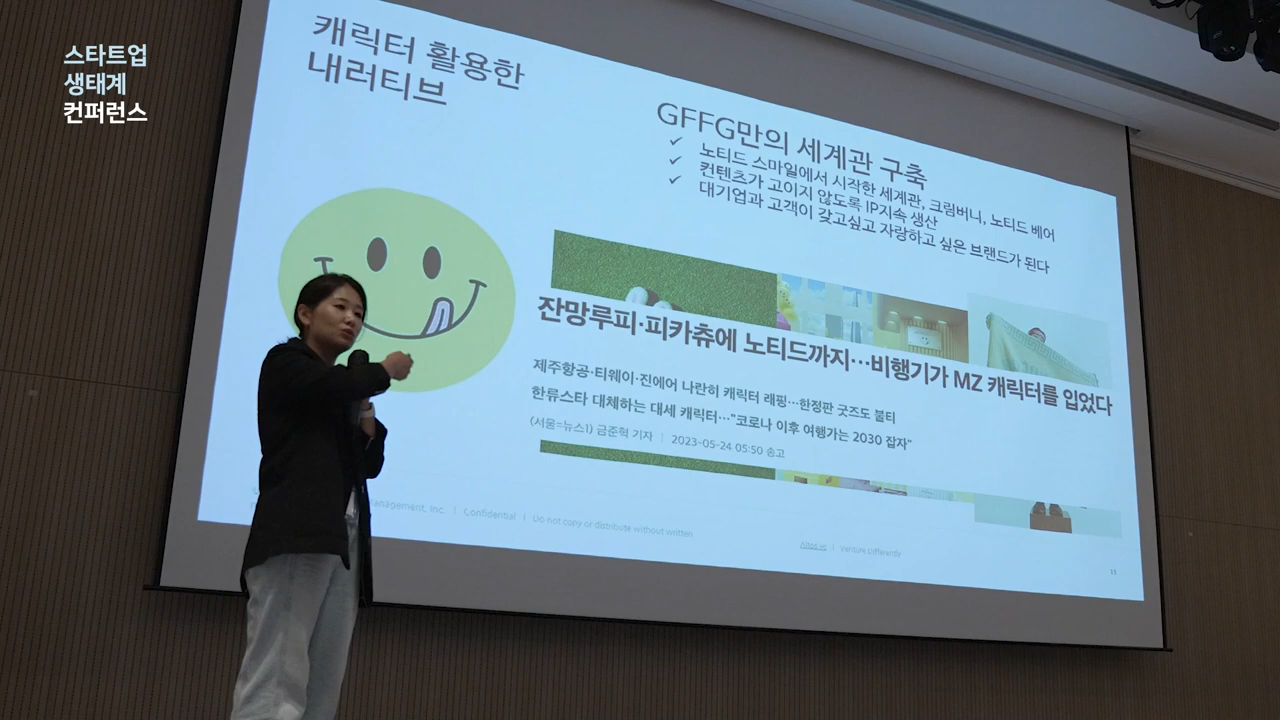 스타트업
생태계
컨퍼런스
캐릭터 활용한
내러티브
GFFG만의 세계관 구축
✓ 노티드 스마일에서 시작한 세계관, 크림버니, 노티드 베어
✓ 컨텐츠가 고이지 않도록 IP지속 생산
✓ 대기업과 고객이 갖고싶고 자랑하고 싶은 브랜드가 된다
잔망루피·피카츄에 노티드까지…비행기가 MZ 캐릭터를 입었다
제주항공·티웨이·진에어 나란히 캐릭터 래핑…한정판 굿즈도 불티
한류스타 대체하는 대세 캐릭터…"코로나 이후 여행가는 2030 잡자"
(서울=뉴스1) 금준혁 기자 | 2023-05-24 05:50 송고
anagement, Inc. | Confidential | Do not copy or distribute without written
Altos.vc | Venture Differently
11